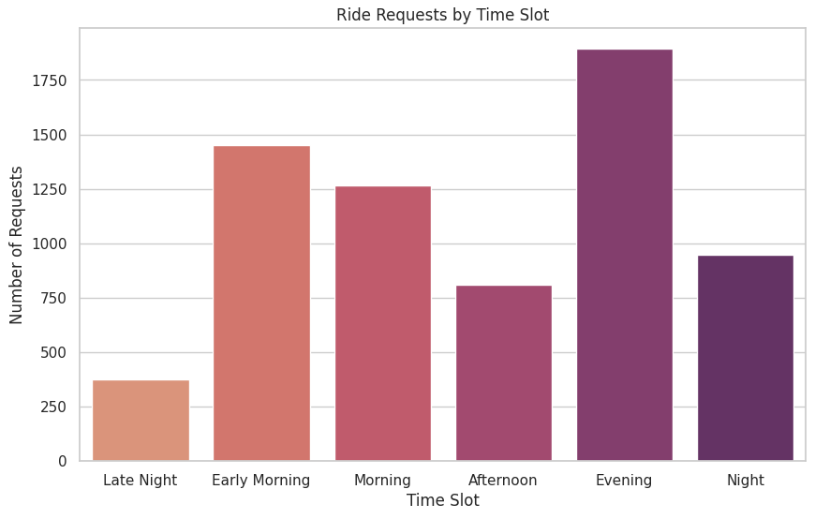 Ride Requests by Time Slot
Number of Requests
1750
1500
1250
1000
750
500
250
0
Late Night
Early Morning
Morning
Afternoon
Evening
Night
Time Slot